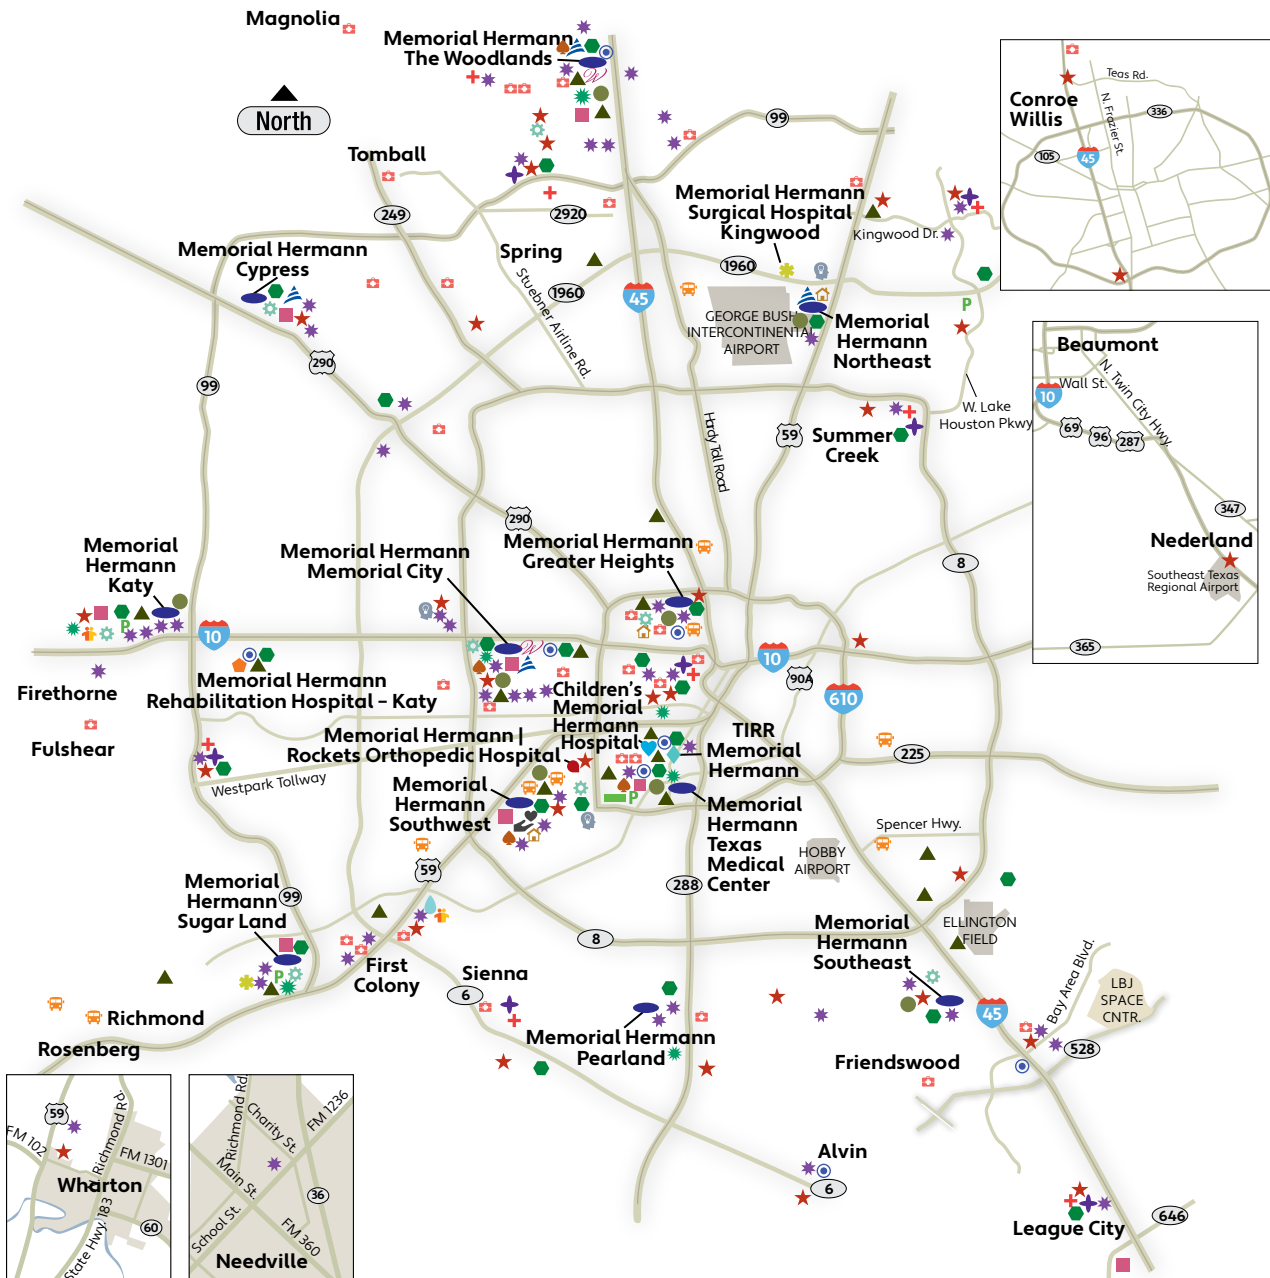 Magnolia
Memorial Hermann
The Woodlands
North
99
Tomball
249
2920
Spring
1960
Stuebner Airline Rd.
45
Memorial Hermann
Surgical Hospital
Kingwood
1960
Kingwood Dr.
GEORGE BUSH
INTERCONTINENTAL
AIRPORT
Memorial
Hermann
Northeast
Memorial Hermann
Cypress
290
99
Hardy Toll Road
59
W. Lake
Houston Pkwy
P
Summer
Creek
Conroe
Willis
Teas Rd.
N. Frazier St.
336
105
45
Beaumont
Wall St.
10
N. Twin City Hwy.
69
96
287
347
Nederland
Southeast Texas
Regional Airport
365
290
Memorial Hermann
Greater Heights
8
Memorial
Hermann
Katy
P
10
Memorial Hermann
Memorial City
Firethorne
Fulshear
Memorial Hermann
Rehabilitation Hospital – Katy
10
90A
610
Children's
Memorial
Hermann
Hospital
Memorial Hermann |
Rockets Orthopedic Hospital
TIRR
Memorial
Hermann
225
Westpark Tollway
Memorial
Hermann
Southwest
P
Memorial
Hermann
Texas
Medical
Center
288
Spencer Hwy.
HOBBY
AIRPORT
59
Memorial
Hermann
Sugar Land
99
P
First
Colony
8
Sienna
6
Memorial
Hermann
Southeast
ELLINGTON
FIELD
45
Bay Area Blvd.
LBJ
SPACE
CNTR.
528
Richmond
Rosenberg
Memorial Hermann
Pearland
Friendswood
Alvin
6
League City
646
59
FM 102
Richmond Rd.
FM 1301
Wharton
State Hwy. 183
60
Richmond Rd.
Charity St.
FM 1236
Main St.
School St.
36
FM 360
Needville